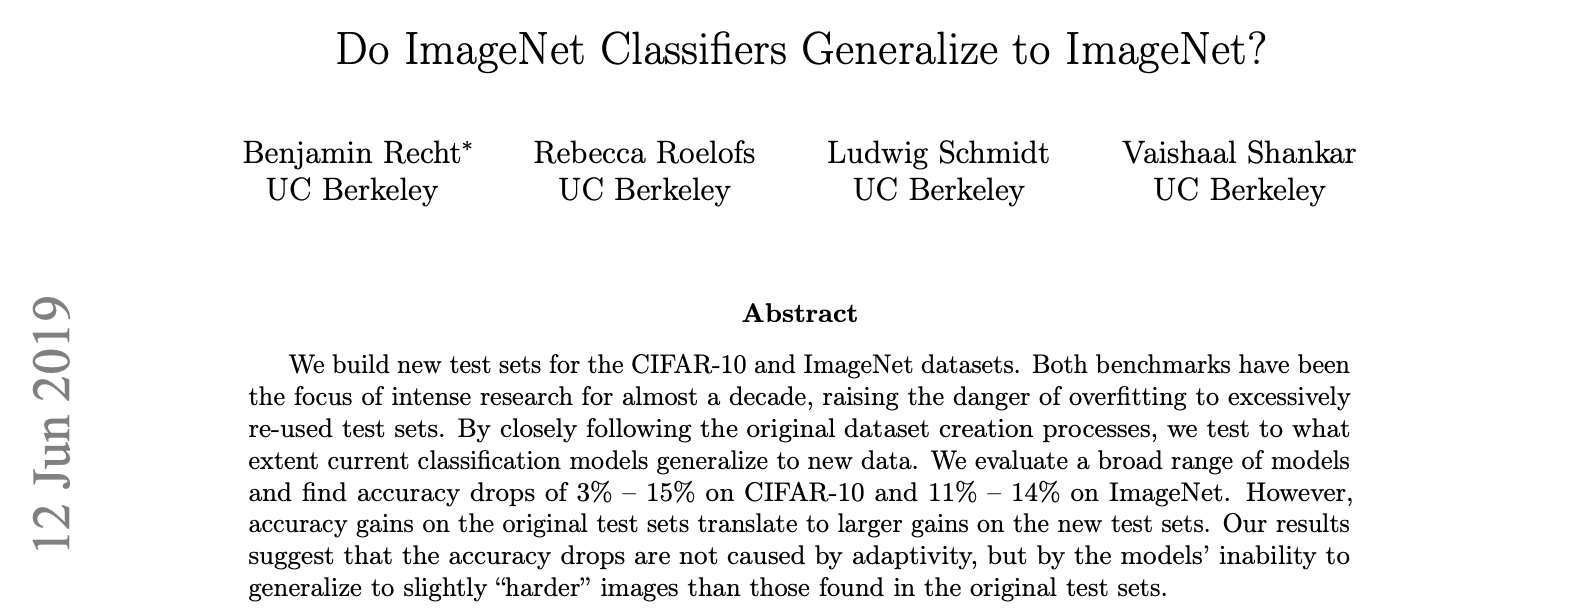 Do ImageNet Classifiers Generalize to ImageNet?
Benjamin Recht* Rebecca Roelofs Ludwig Schmidt Vaishaal Shankar
UC Berkeley UC Berkeley UC Berkeley UC Berkeley
Abstract
We build new test sets for the CIFAR-10 and ImageNet datasets. Both benchmarks have been
the focus of intense research for almost a decade, raising the danger of overfitting to excessively
re-used test sets. By closely following the original dataset creation processes, we test to what
extent current classification models generalize to new data. We evaluate a broad range of models
and find accuracy drops of 3% – 15% on CIFAR-10 and 11% – 14% on ImageNet. However,
accuracy gains on the original test sets translate to larger gains on the new test sets. Our results
suggest that the accuracy drops are not caused by adaptivity, but by the models’ inability to
generalize to slightly “harder” images than those found in the original test sets.
12 Jun 2019